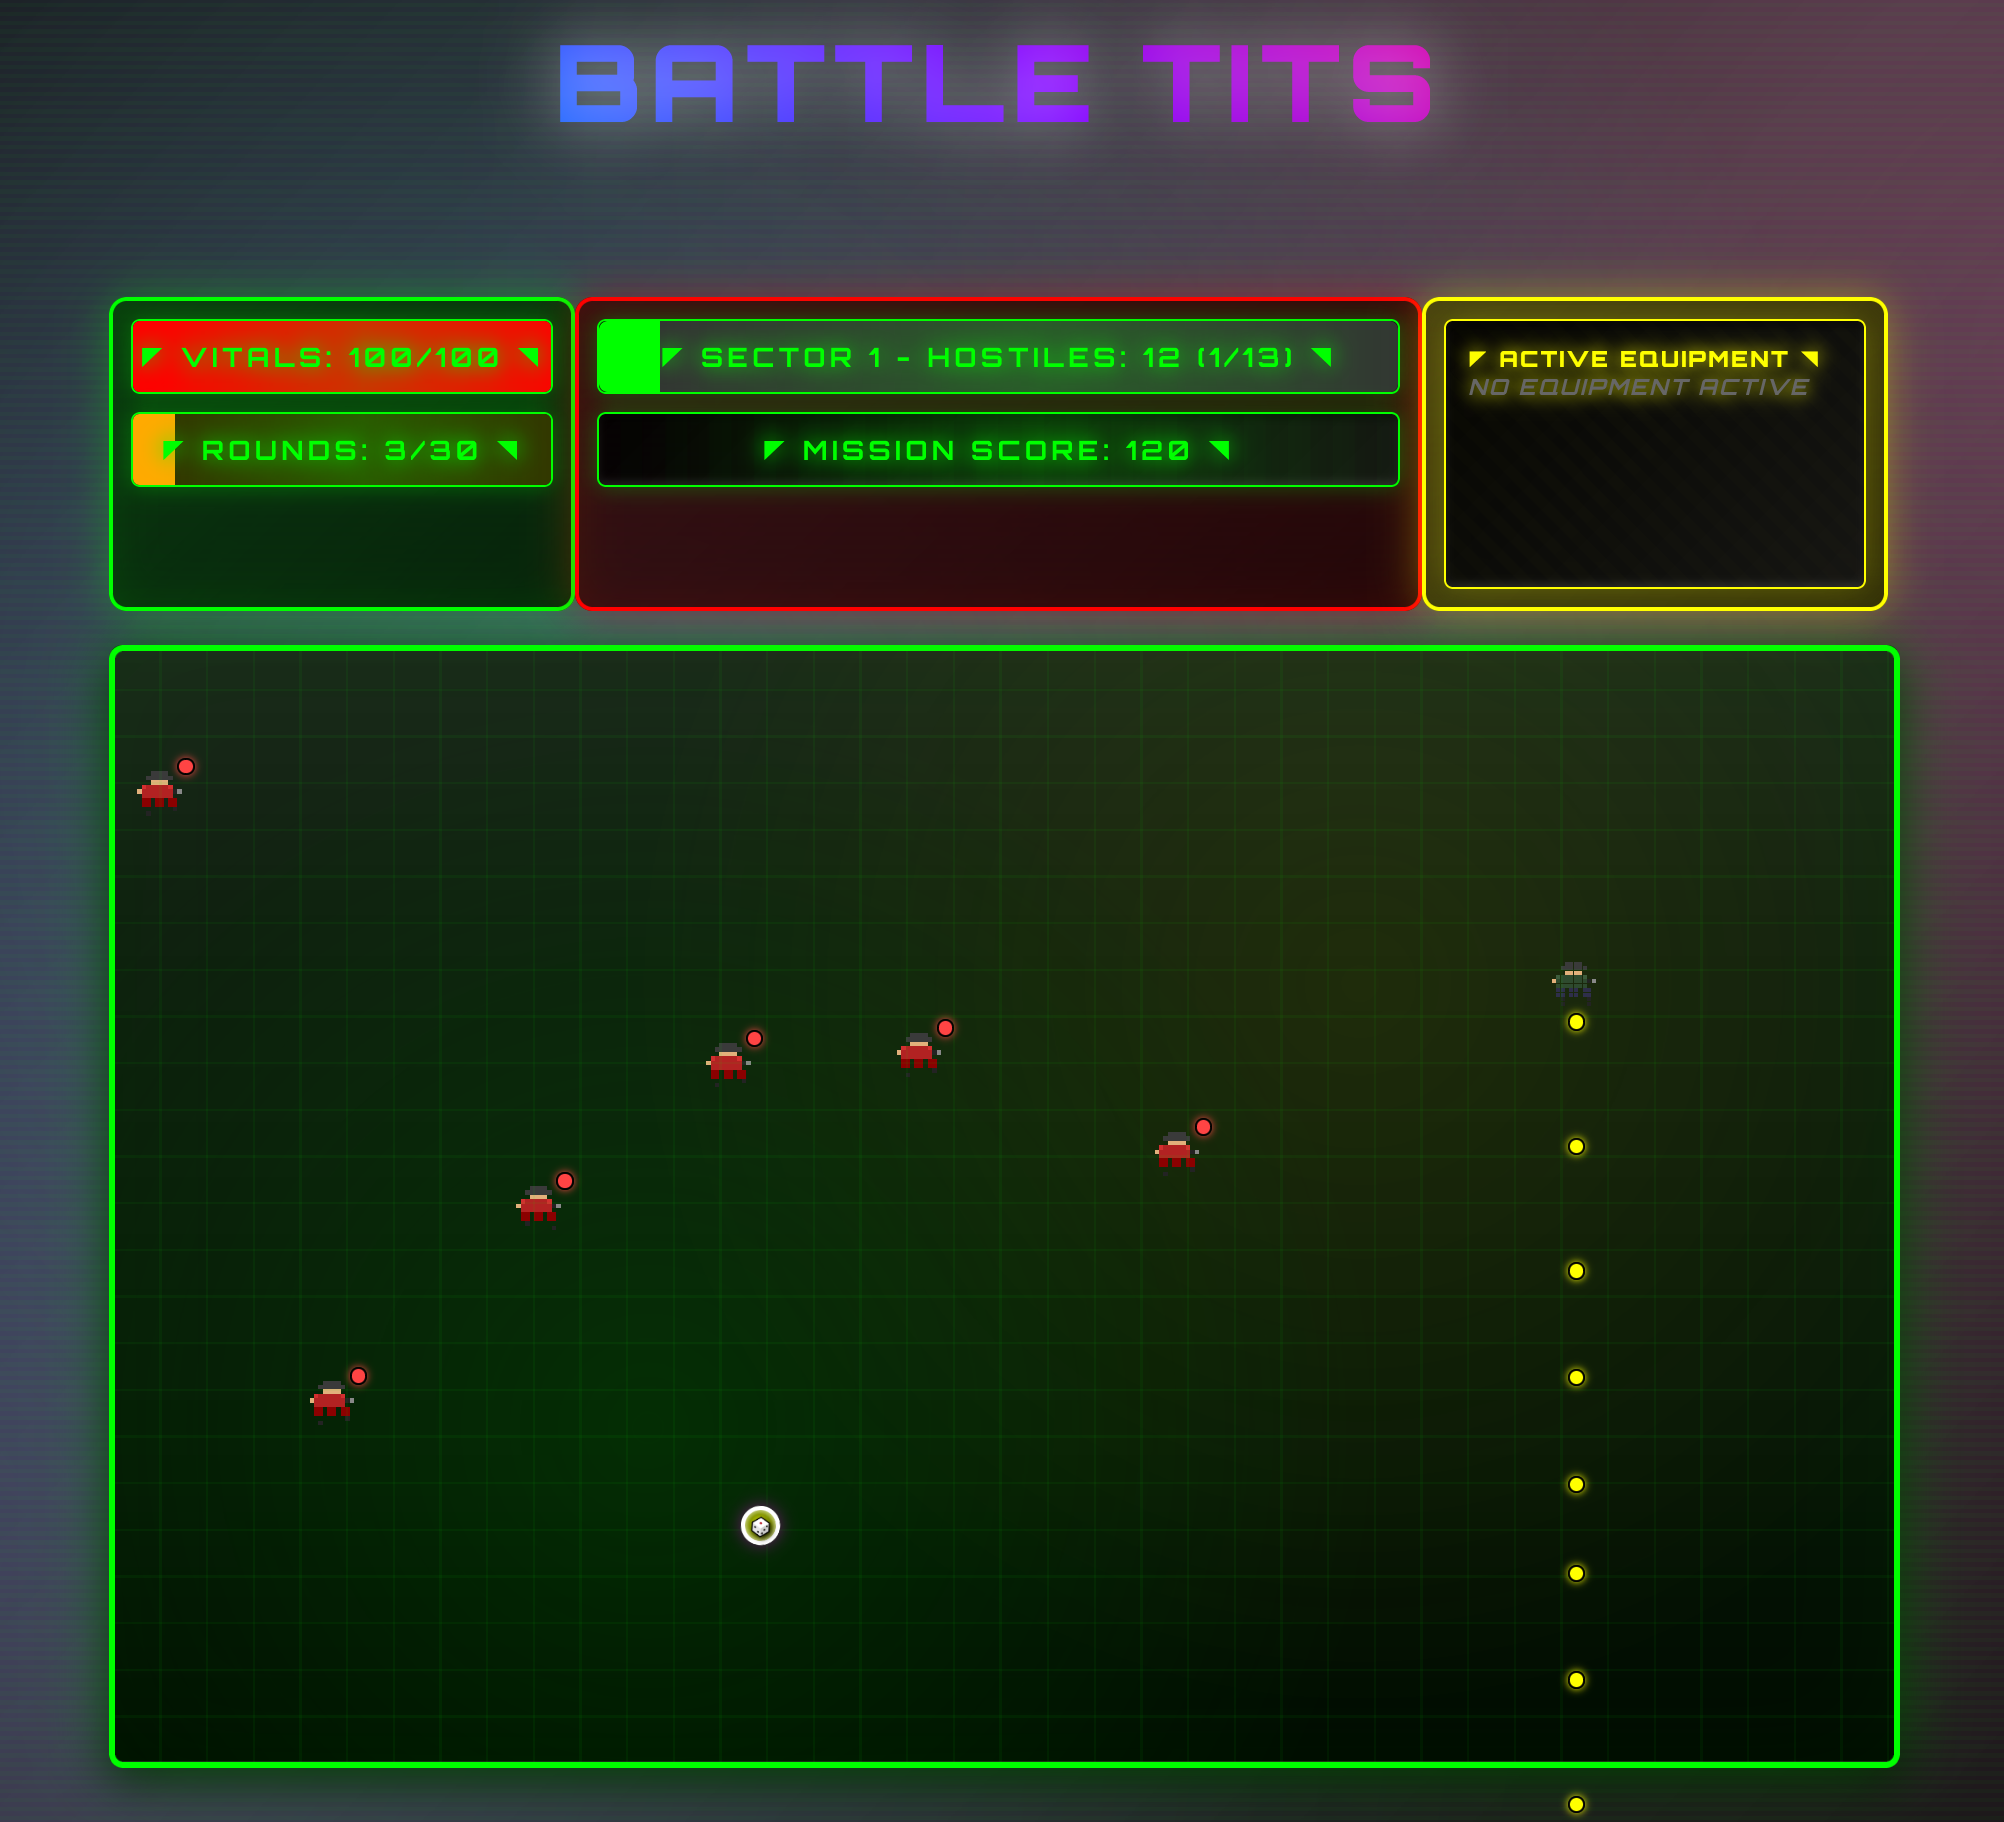 BATTLE TITS
◤ VITALS: 100/100 ◥
◤ ROUNDS: 3/30 ◥
◤ SECTOR 1 - HOSTILES: 12 (1/13) ◥
◤ MISSION SCORE: 120 ◥
◤ ACTIVE EQUIPMENT ◥
NO EQUIPMENT ACTIVE